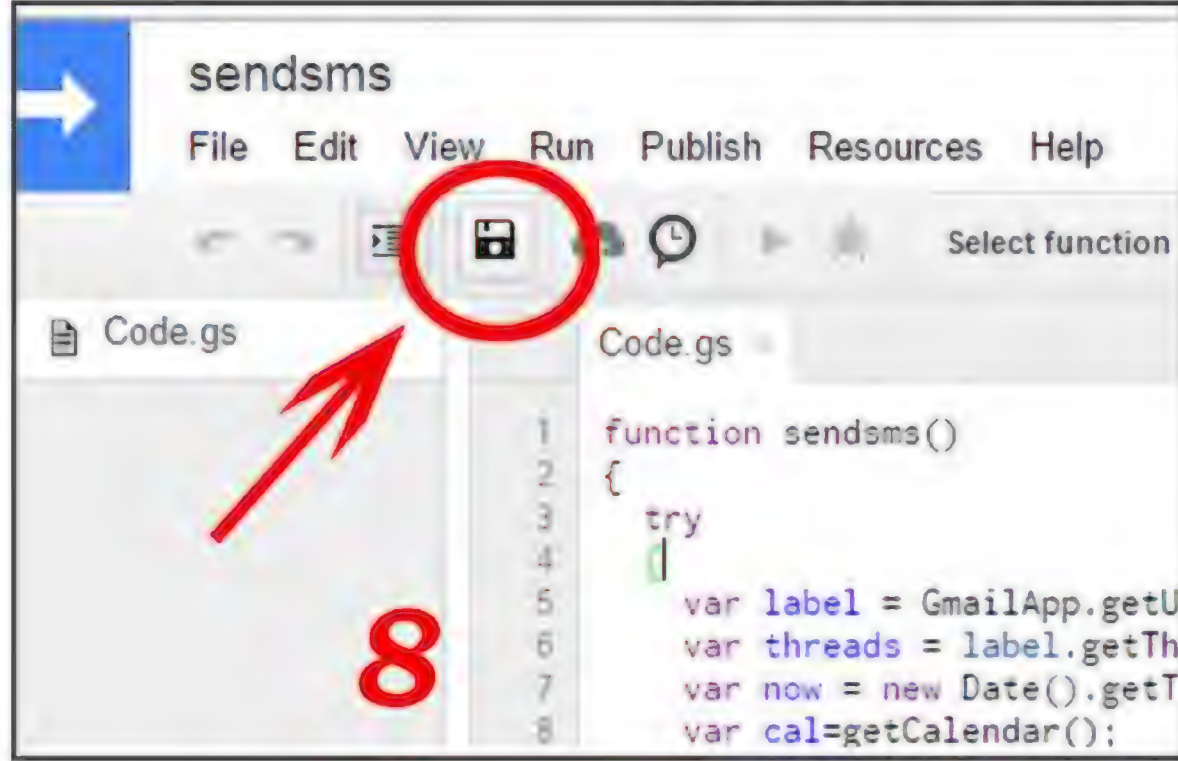 sendsms
File Edit View Run Publish Resources Help
Select function
Code.gs
Code.gs
1 function sendsms()
2 {
3 try
4 {
5 var label = GmailApp.getU
6 var threads = label.getTh
7 var now = new Date().getT
8 var cal=getCalendar();
8